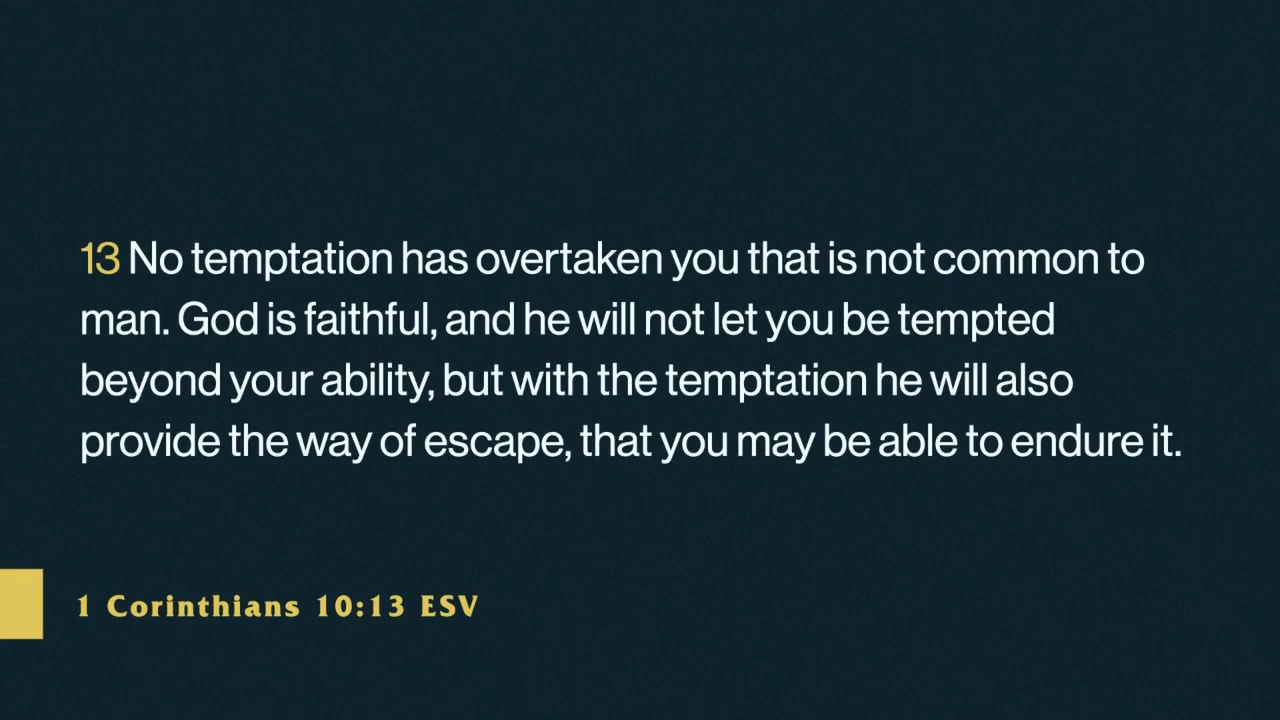 13 No temptation has overtaken you that is not common to
man. God is faithful, and he will not let you be tempted
beyond your ability, but with the temptation he will also
provide the way of escape, that you may be able to endure it.
1 Corinthians 10:13 ESV